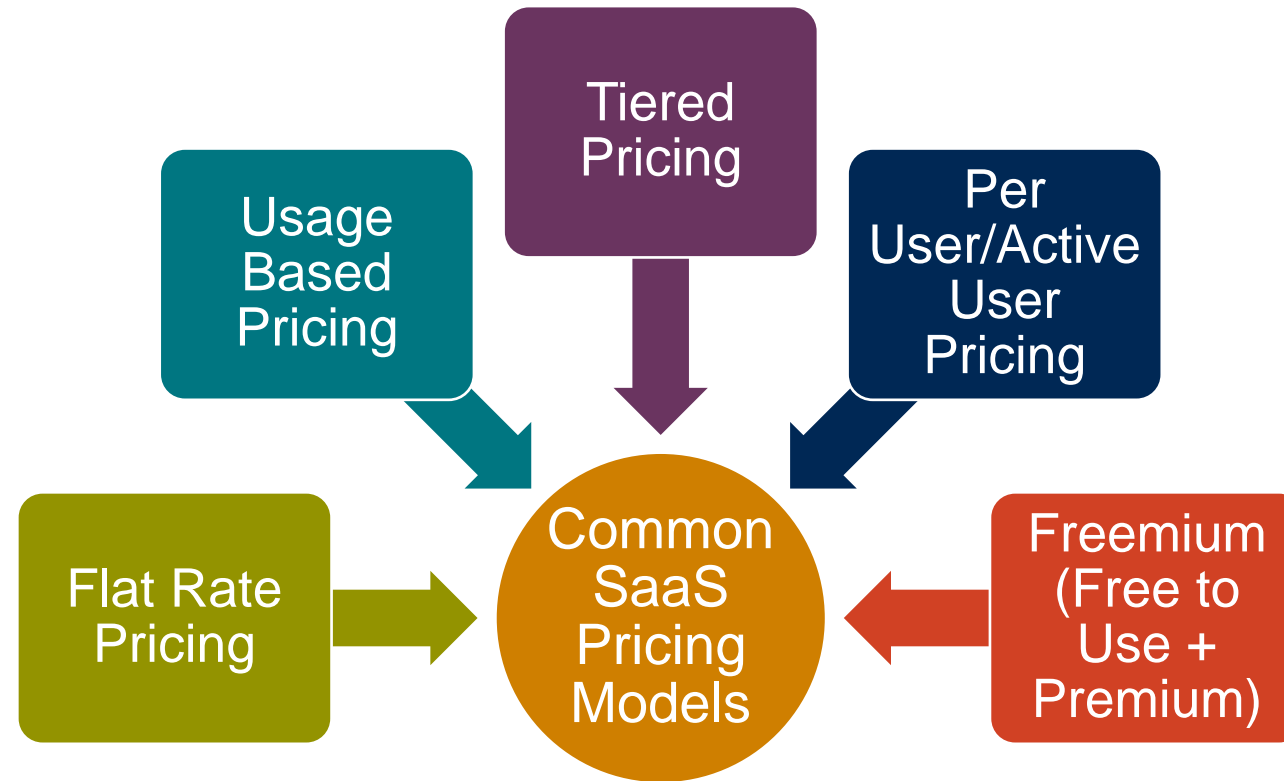 Tiered
Pricing
Usage
Based
Pricing
Per
User/Active
User
Pricing
Flat Rate
Pricing
Common
SaaS
Pricing
Models
Freemium
(Free to
Use +
Premium)